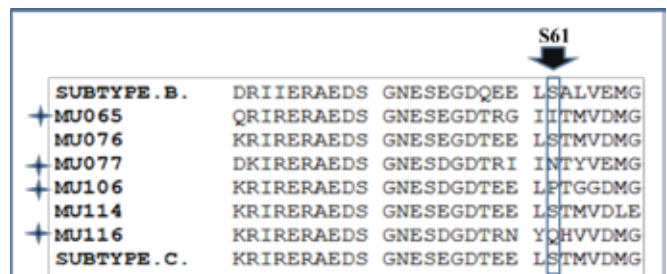 S61
SUBTYPE.B. DRIIERAEDS GNESEGDQEE LSALVEMG
MU065 QRIRERAEDS GNESEGDTRG IITMVDMG
MU076 KRIRERAEDS GNESEGDTEE LSTMVDMG
MU077 DKIRERAEDS GNESDGDTRI INTYVEMG
MU106 KRIRERAEDS GNESDGDTEE LPTGGDMG
MU114 KRIRERAEDS GNESEGDTEE LSTMVDLE
MU116 KRIRERAEDS GNESDGDTRN YQHVVDMG
SUBTYPE.C. KRIRERAEDS GNESEGDTEE LSTMVDMG